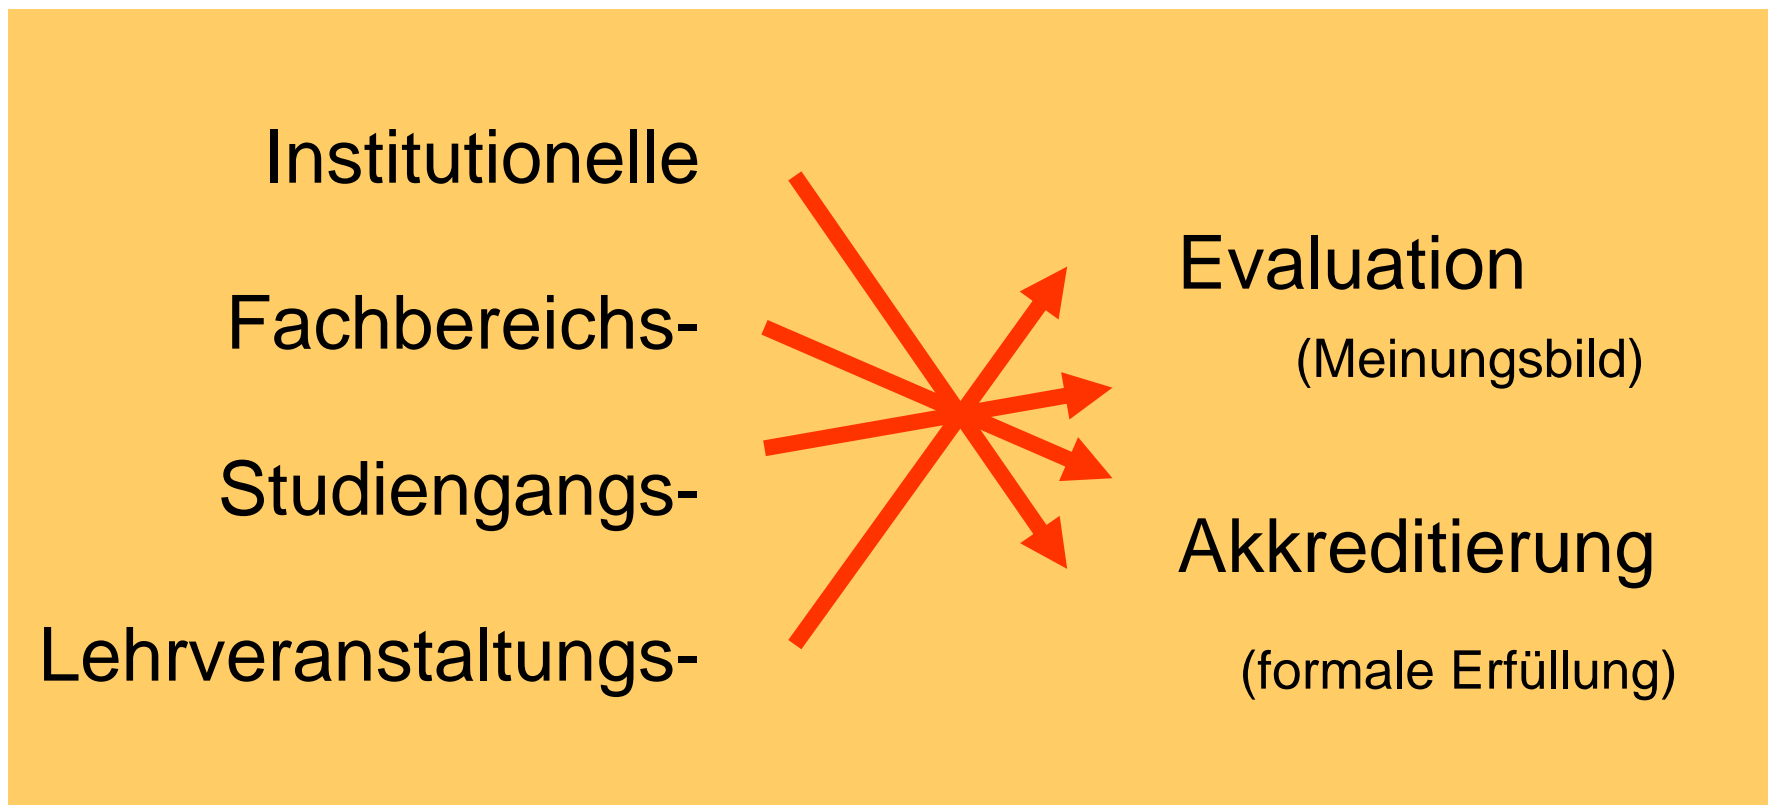 Institutionelle
Fachbereichs-
Studiengangs-
Lehrveranstaltungs-
Evaluation
(Meinungsbild)
Akkreditierung
(formale Erfüllung)